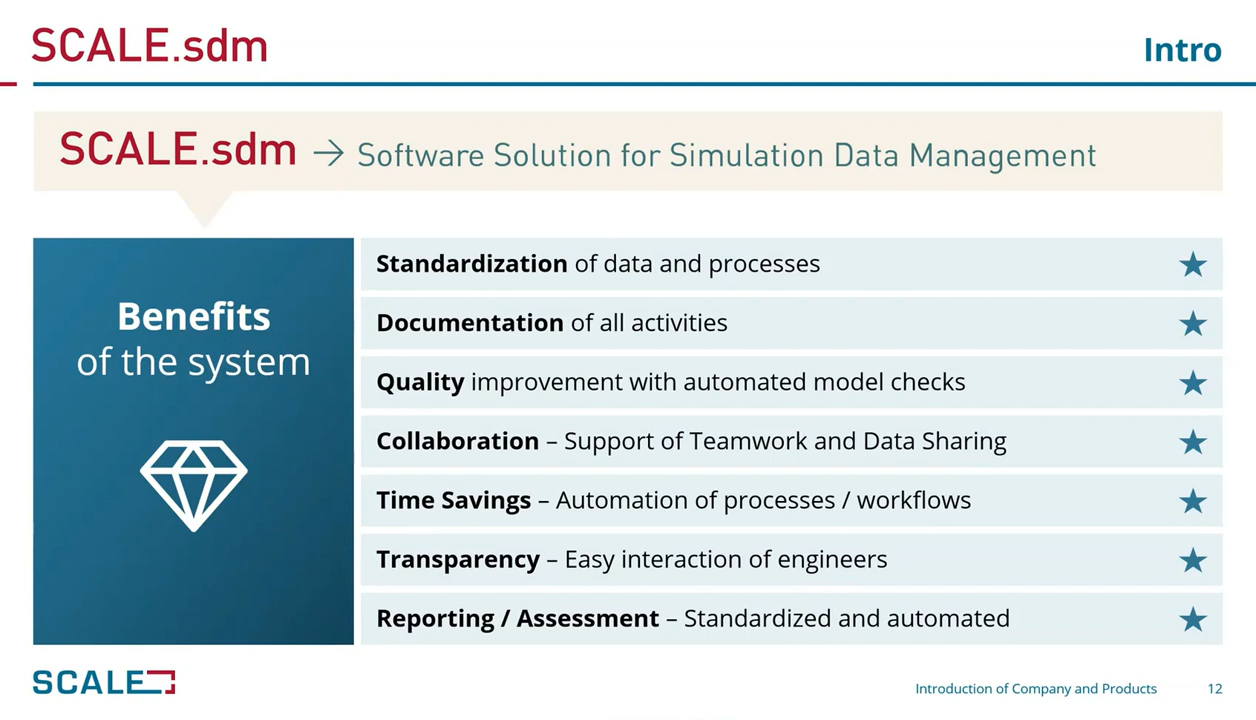 SCALE.sdm
Intro
SCALE.sdm → Software Solution for Simulation Data Management
Benefits
of the system
Standardization of data and processes
Documentation of all activities
Quality improvement with automated model checks
Collaboration – Support of Teamwork and Data Sharing
Time Savings – Automation of processes / workflows
Transparency – Easy interaction of engineers
Reporting / Assessment – Standardized and automated
SCALE
Introduction of Company and Products 12